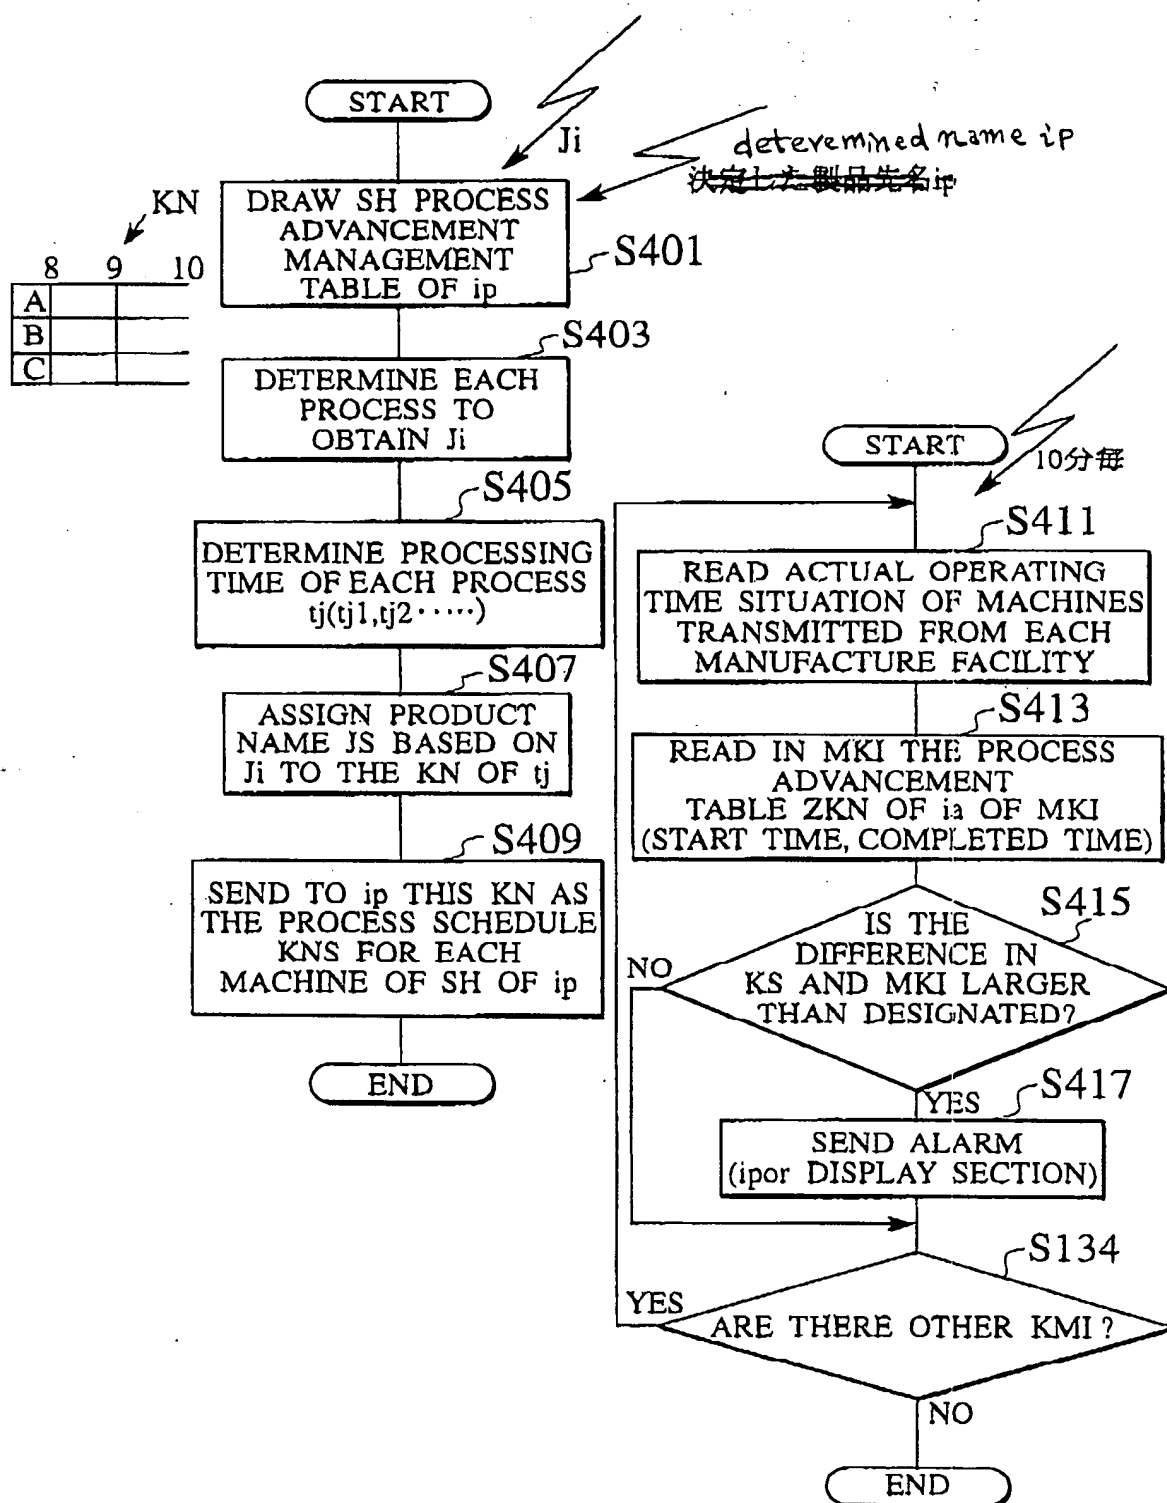 START
Ji
determined name ip
決定した製品先名ip
KN
8 9 10
A
B
C
DRAW SH PROCESS
ADVANCEMENT
MANAGEMENT
TABLE OF ip
S401
S403
DETERMINE EACH
PROCESS TO
OBTAIN Ji
S405
DETERMINE PROCESSING
TIME OF EACH PROCESS
tj(tj1,tj2·····)
S407
ASSIGN PRODUCT
NAME JS BASED ON
Ji TO THE KN OF tj
S409
SEND TO ip THIS KN AS
THE PROCESS SCHEDULE
KNS FOR EACH
MACHINE OF SH OF ip
END
START
10分毎
S411
READ ACTUAL OPERATING
TIME SITUATION OF MACHINES
TRANSMITTED FROM EACH
MANUFACTURE FACILITY
S413
READ IN MKI THE PROCESS
ADVANCEMENT
TABLE ZKN OF ia OF MKI
(START TIME, COMPLETED TIME)
S415
IS THE
DIFFERENCE IN
KS AND MKI LARGER
THAN DESIGNATED?
NO
YES
S417
SEND ALARM
(ipor DISPLAY SECTION)
S134
ARE THERE OTHER KMI?
YES
NO
END